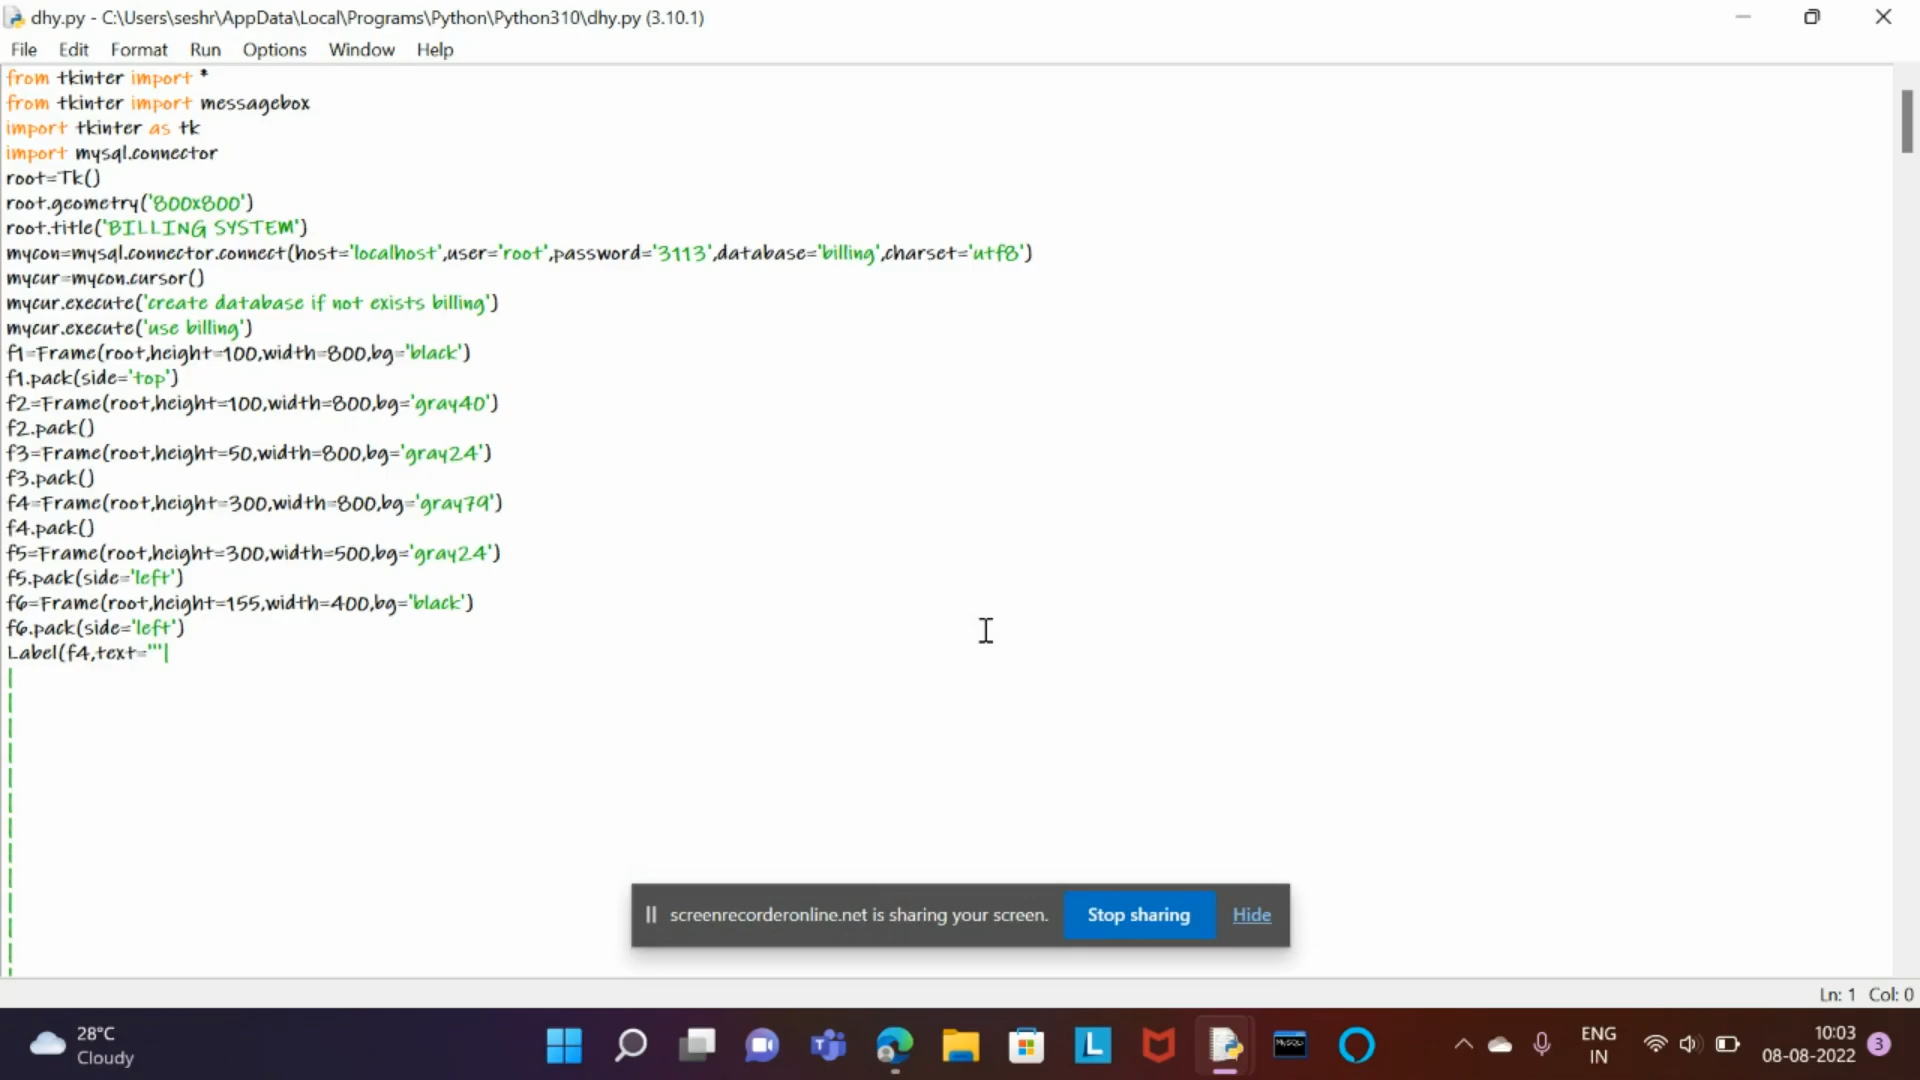 dhy.py - C:\Users\seshr\AppData\Local\Programs\Python\Python310\dhy.py (3.10.1)
File Edit Format Run Options Window Help
from tkinter import *
from tkinter import messagebox
import tkinter as tk
import mysql.connector
root=Tk()
root.geometry('800x800')
root.title('BILLING SYSTEM')
mycon=mysql.connector.connect(host='localhost',user='root',password='3113',database='billing',charset='utf8')
mycur=mycon.cursor()
mycur.execute('create database if not exists billing')
mycur.execute('use billing')
f1=Frame(root,height=100,width=800,bg='black')
f1.pack(side='top')
f2=Frame(root,height=100,width=800,bg='gray40')
f2.pack()
f3=Frame(root,height=50,width=800,bg='gray24')
f3.pack()
f4=Frame(root,height=300,width=800,bg='gray79')
f4.pack()
f5=Frame(root,height=300,width=500,bg='gray24')
f5.pack(side='left')
f6=Frame(root,height=155,width=400,bg='black')
f6.pack(side='left')
Label(f4,text='''|
|
|
|
|
|
|
|
|
|
|
|
|
screenrecorderonline.net is sharing your screen. Stop sharing Hide
Ln: 1 Col: 0
28°C
Cloudy
L
MySQL
ENG
IN
10:03
08-08-2022
3